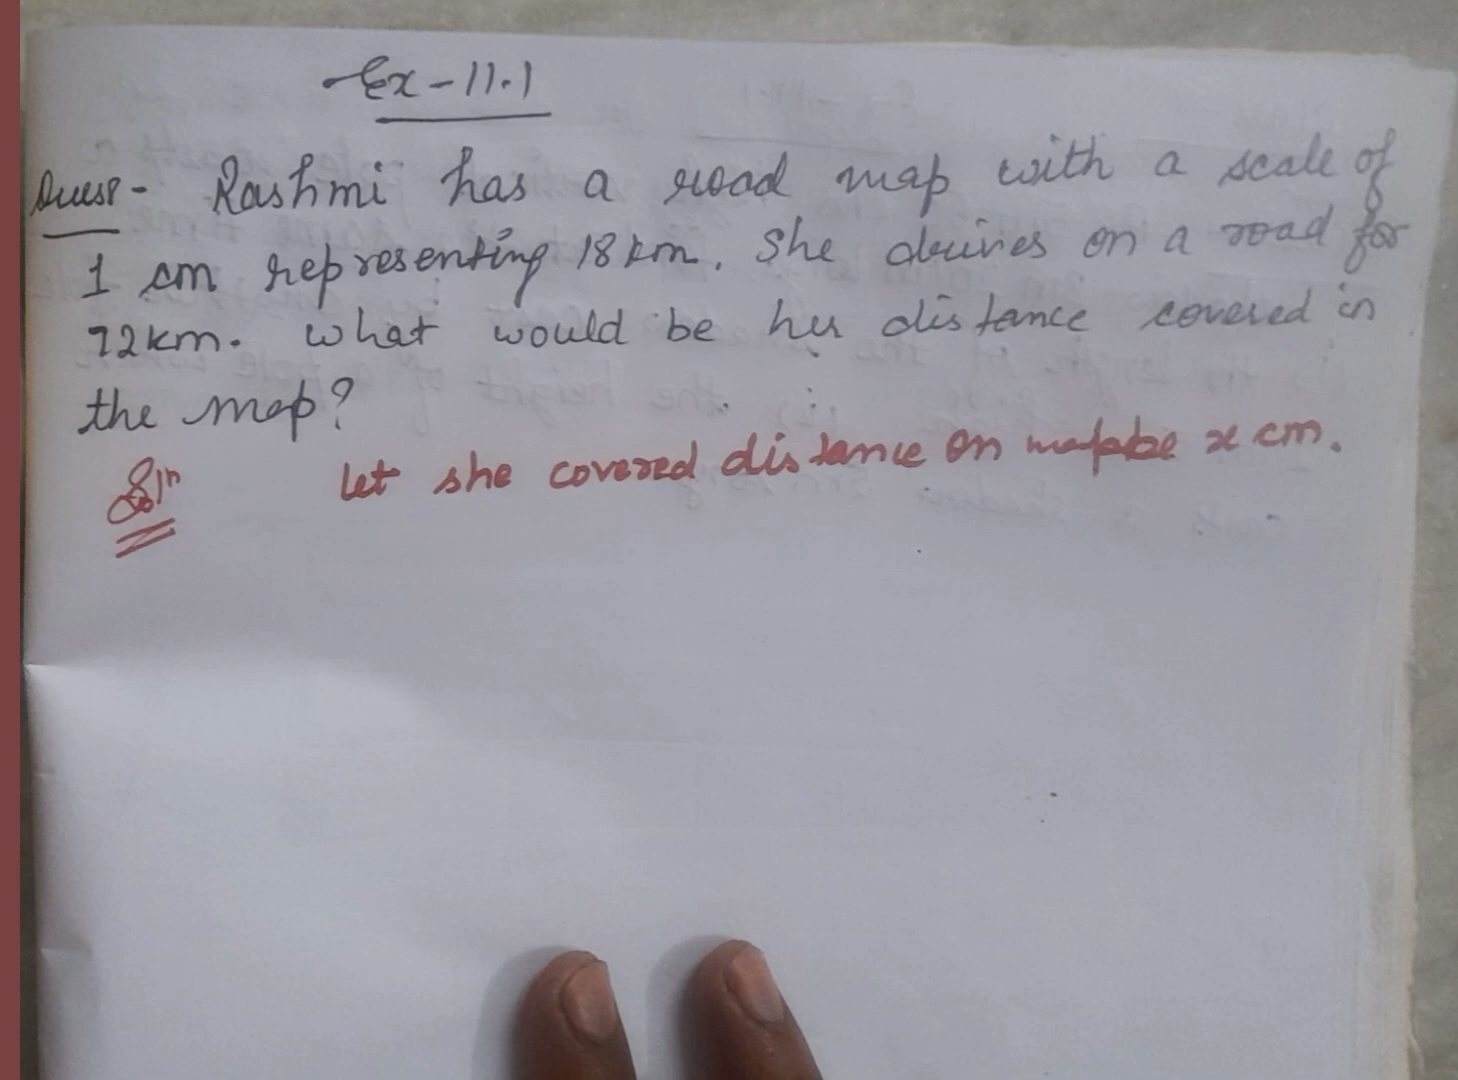 Ex-11.1
Ques- Rashmi has a road map with a scale of
1 cm representing 18 km. She drives on a road for
72km. What would be her distance covered in
the map?
Soln let she covered distance on map be x cm.